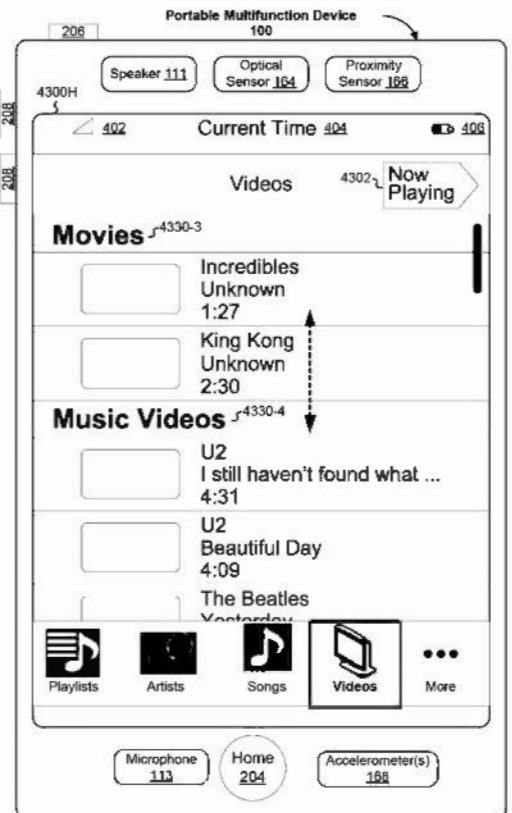 Portable Multifunction Device
100
206
Speaker 111
Optical
Sensor 164
Proximity
Sensor 166
4300H
208
208
402
Current Time 404
406
Videos
4302
Now
Playing
Movies 4330-3
Incredibles
Unknown
1:27
King Kong
Unknown
2:30
Music Videos 4330-4
U2
I still haven't found what ...
4:31
U2
Beautiful Day
4:09
The Beatles
Yesterday
Playlists
Artists
Songs
Videos
More
Microphone
113
Home
204
Accelerometer(s)
168